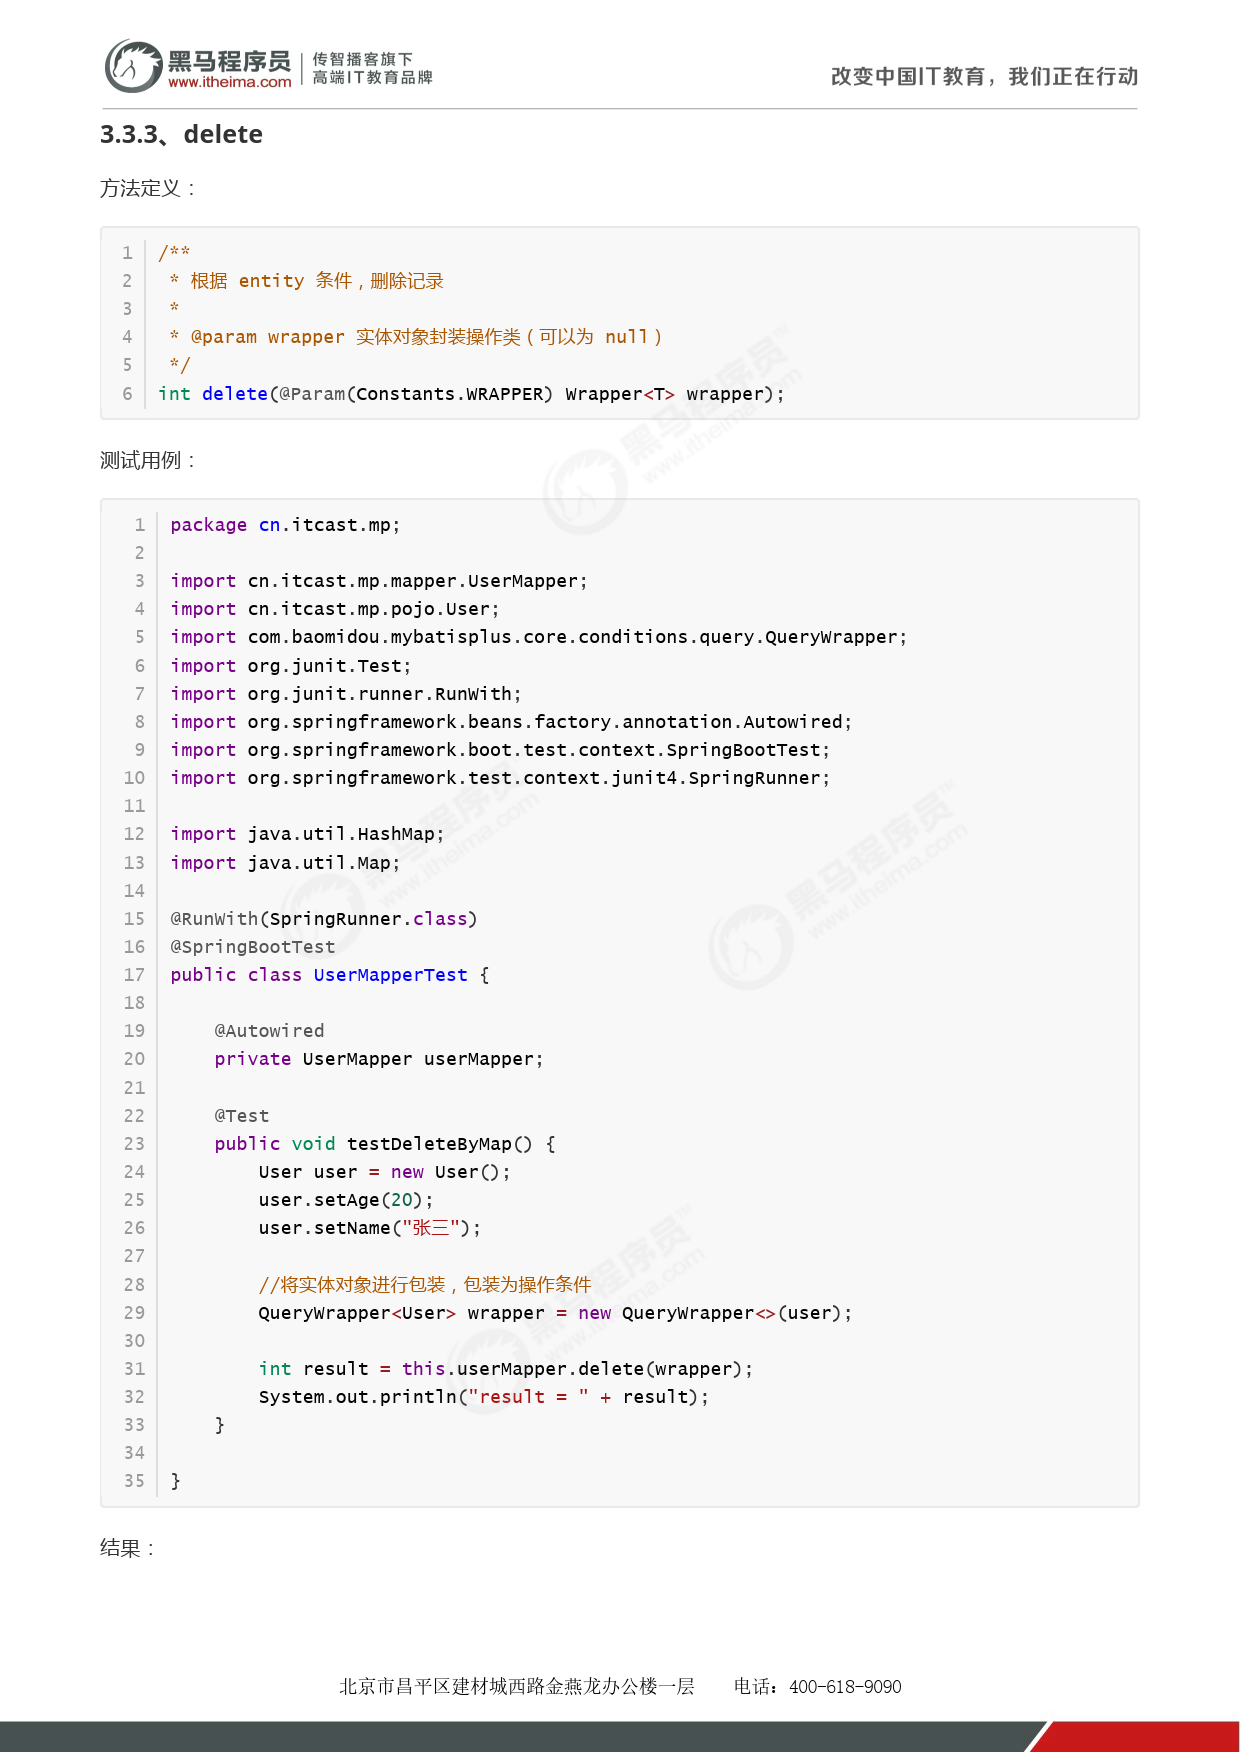 黑马程序员
www.itheima.com
传智播客旗下
高端IT教育品牌
改变中国IT教育，我们正在行动
3.3.3、delete
方法定义：
1 /**
2  * 根据 entity 条件，删除记录
3  *
4  * @param wrapper 实体对象封装操作类（可以为 null）
5  */
6 int delete(@Param(Constants.WRAPPER) Wrapper<T> wrapper);
测试用例：
1 package cn.itcast.mp;
2
3 import cn.itcast.mp.mapper.UserMapper;
4 import cn.itcast.mp.pojo.User;
5 import com.baomidou.mybatisplus.core.conditions.query.QueryWrapper;
6 import org.junit.Test;
7 import org.junit.runner.RunWith;
8 import org.springframework.beans.factory.annotation.Autowired;
9 import org.springframework.boot.test.context.SpringBootTest;
10 import org.springframework.test.context.junit4.SpringRunner;
11
12 import java.util.HashMap;
13 import java.util.Map;
14
15 @RunWith(SpringRunner.class)
16 @SpringBootTest
17 public class UserMapperTest {
18
19     @Autowired
20     private UserMapper userMapper;
21
22     @Test
23     public void testDeleteByMap() {
24         User user = new User();
25         user.setAge(20);
26         user.setName("张三");
27
28         //将实体对象进行包装，包装为操作条件
29         QueryWrapper<User> wrapper = new QueryWrapper<>(user);
30
31         int result = this.userMapper.delete(wrapper);
32         System.out.println("result = " + result);
33     }
34
35 }
结果：
北京市昌平区建材城西路金燕龙办公楼一层 电话：400-618-9090